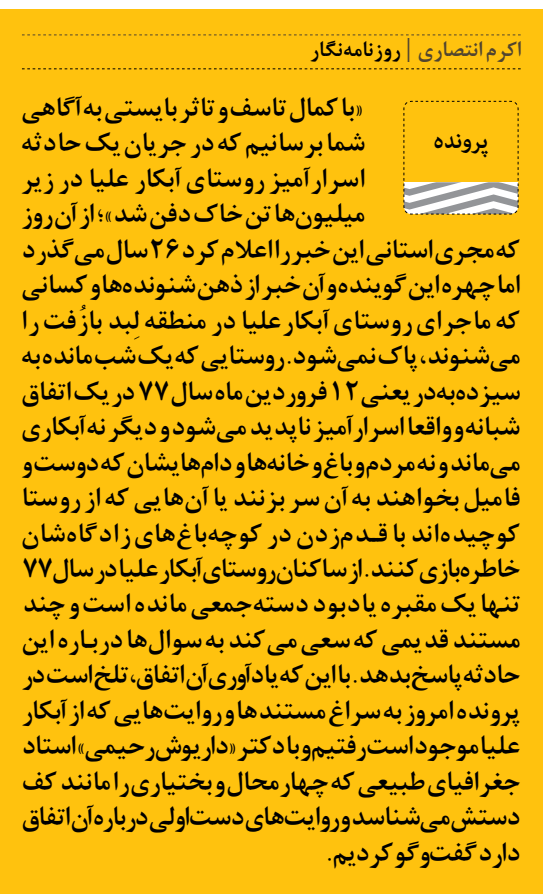 اکرم انتصاری | روزنامه‌نگار
پرونده
«با کمال تاسف و تاثر بایستی به آگاهی
شما برسانیم که در جریان یک حادثه
اسرارآمیز روستای آبکار علیا در زیر
میلیون‌ها تن خاک دفن شد»؛ از آن روز
که مجری استانی این خبر را اعلام کرد ۲۶ سال می‌گذرد
اما چهره این گوینده و آن خبر از ذهن شنونده‌ها و کسانی
که ماجرای روستای آبکار علیا در منطقه لِبد بازُفت را
می‌شنوند، پاک نمی‌شود. روستایی که یک شب مانده به
سیزده‌به‌در یعنی ۱۲ فروردین ماه سال ۷۷ در یک اتفاق
شبانه و واقعا اسرارآمیز ناپدید می‌شود و دیگر نه آبکاری
می‌ماند و نه مردم و باغ و خانه‌ها و دام‌هایشان که دوست و
فامیل بخواهند به آن سر بزنند یا آن‌هایی که از روستا
کوچیده‌اند با قدم‌زدن در کوچه‌باغ‌های زادگاه‌شان
خاطره‌بازی کنند. از ساکنان روستای آبکار علیا در سال ۷۷
تنها یک مقبره یادبود دسته‌جمعی مانده است و چند
مستند قدیمی که سعی می‌کند به سوال‌ها درباره این
حادثه پاسخ بدهد. با این که یادآوری آن اتفاق، تلخ است در
پرونده امروز به سراغ مستندها و روایت‌هایی که از آبکار
علیا موجود است رفتیم و با دکتر «داریوش رحیمی» استاد
جغرافیای طبیعی که چهارمحال و بختیاری را مانند کف
دستش می‌شناسد و روایت‌های دست‌اولی درباره آن اتفاق
دارد گفت‌وگو کردیم.